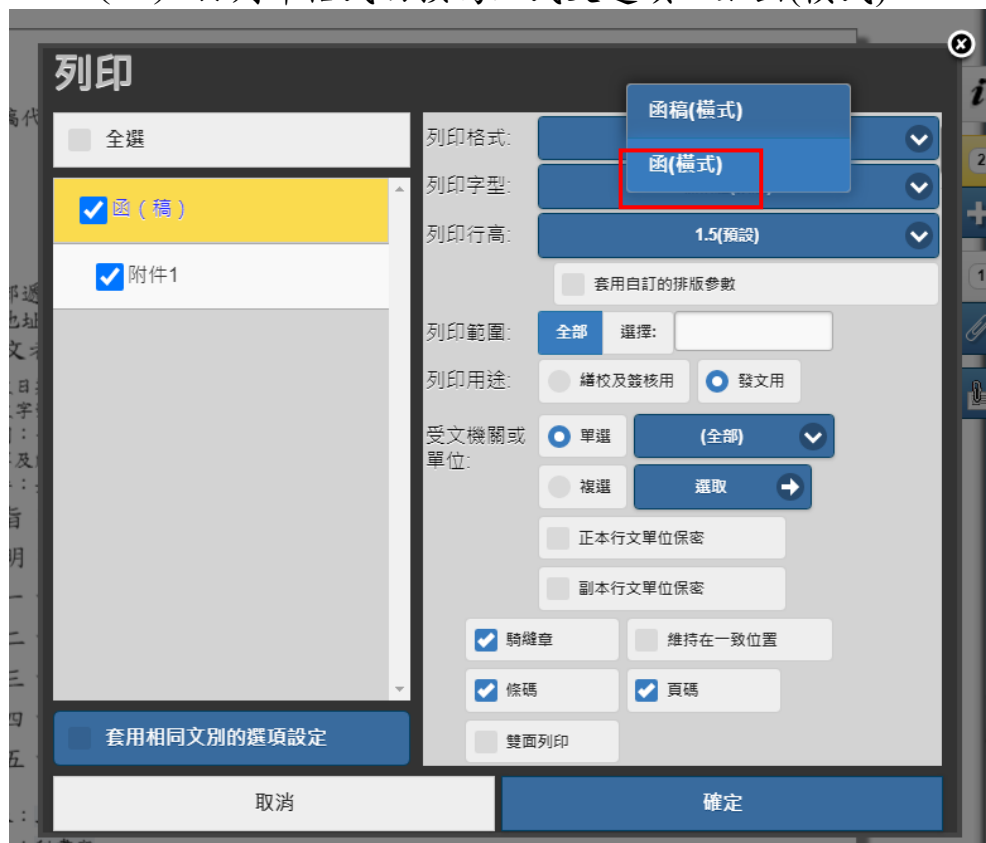 列印
函稿(橫式)
函(橫式)
全選
函（稿）
附件1
套用相同文別的選項設定
列印格式:
列印字型:
列印行高:
1.5(預設)
套用自訂的排版參數
列印範圍:
全部
選擇:
列印用途:
繕校及簽核用
發文用
受文機關或
單位:
單選
(全部)
複選
選取
正本行文單位保密
副本行文單位保密
騎縫章
維持在一致位置
條碼
頁碼
雙面列印
取消
確定